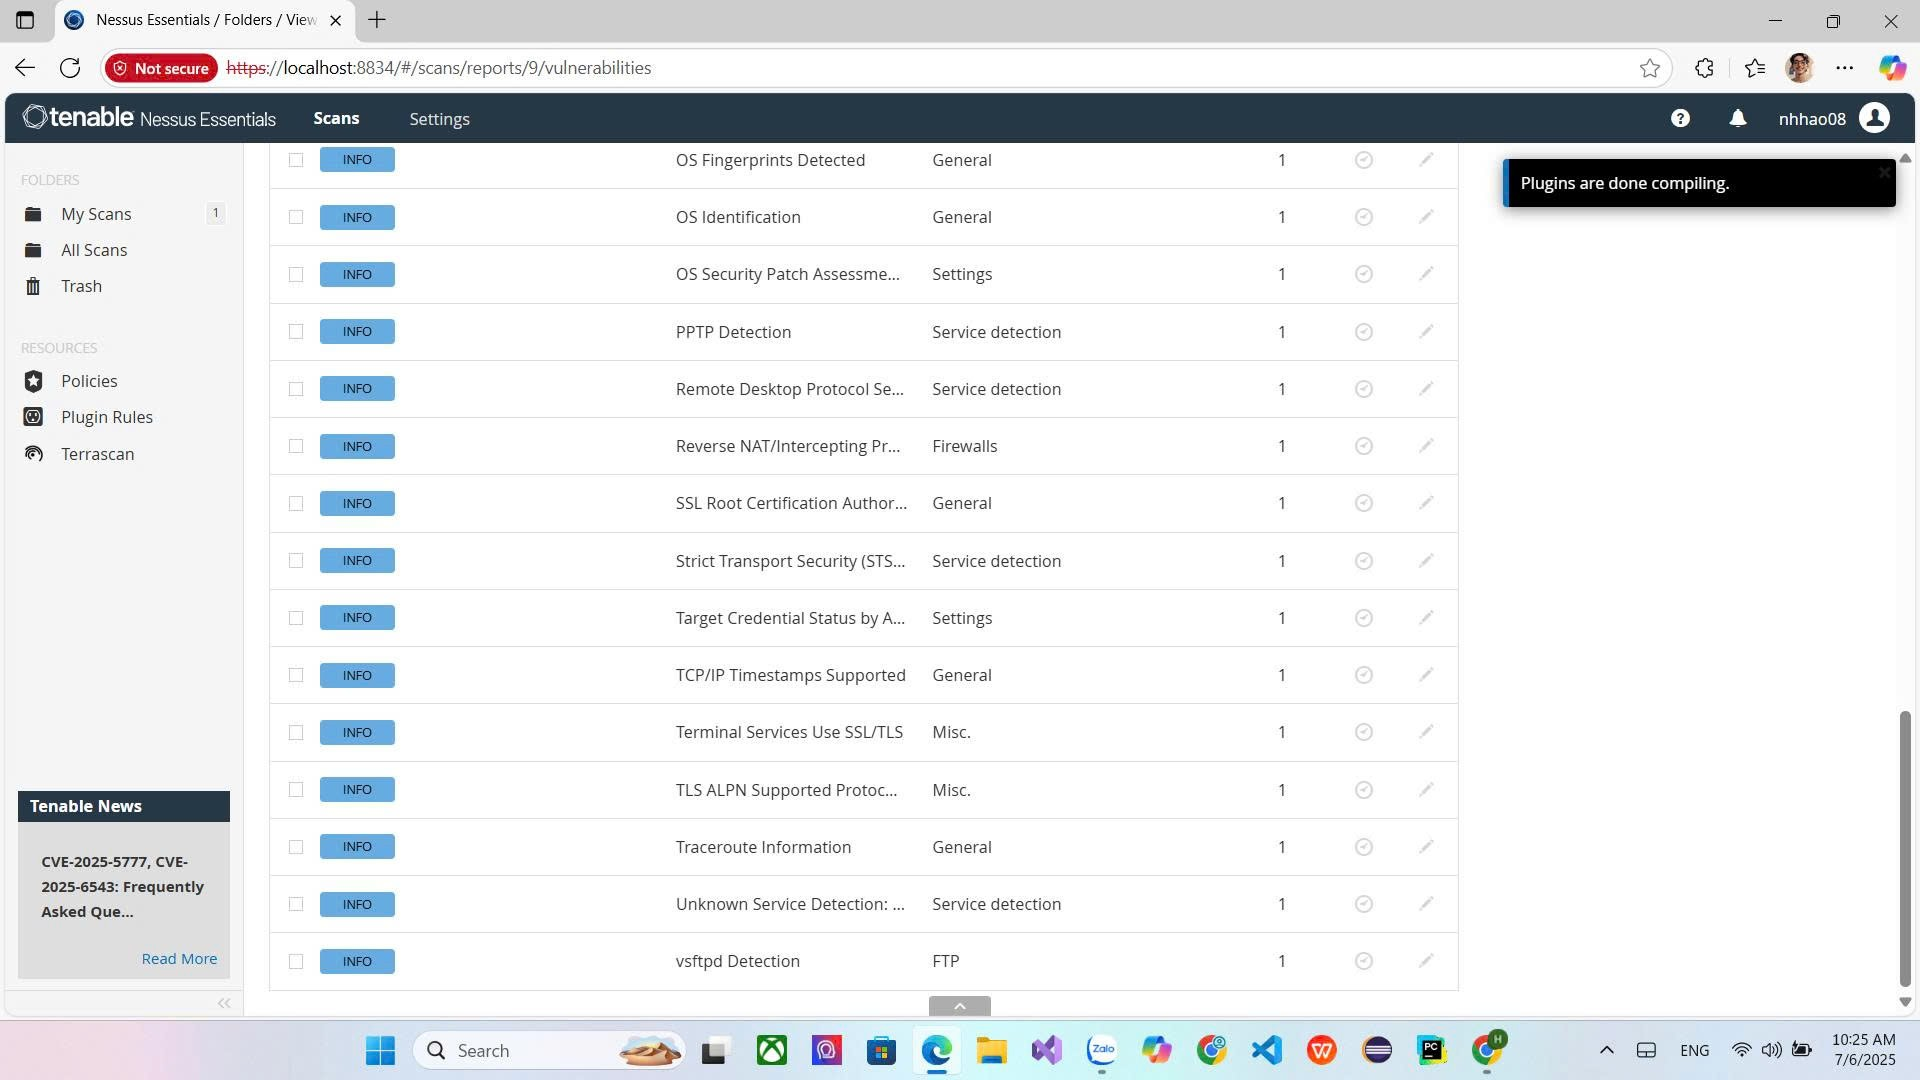 Nessus Essentials / Folders / View
Not secure
https://localhost:8834/#/scans/reports/9/vulnerabilities
tenable Nessus Essentials
Scans
Settings
?
nhhao08
Plugins are done compiling.
FOLDERS
My Scans
1
All Scans
Trash
RESOURCES
Policies
Plugin Rules
Terrascan
INFO OS Fingerprints Detected General 1
INFO OS Identification General 1
INFO OS Security Patch Assessme... Settings 1
INFO PPTP Detection Service detection 1
INFO Remote Desktop Protocol Se... Service detection 1
INFO Reverse NAT/Intercepting Pr... Firewalls 1
INFO SSL Root Certification Author... General 1
INFO Strict Transport Security (STS... Service detection 1
INFO Target Credential Status by A... Settings 1
INFO TCP/IP Timestamps Supported General 1
INFO Terminal Services Use SSL/TLS Misc. 1
INFO TLS ALPN Supported Protoc... Misc. 1
INFO Traceroute Information General 1
INFO Unknown Service Detection: ... Service detection 1
INFO vsftpd Detection FTP 1
Tenable News
CVE-2025-5777, CVE-
2025-6543: Frequently
Asked Que...
Read More
Search
Zalo
PC
H
ENG
10:25 AM
7/6/2025